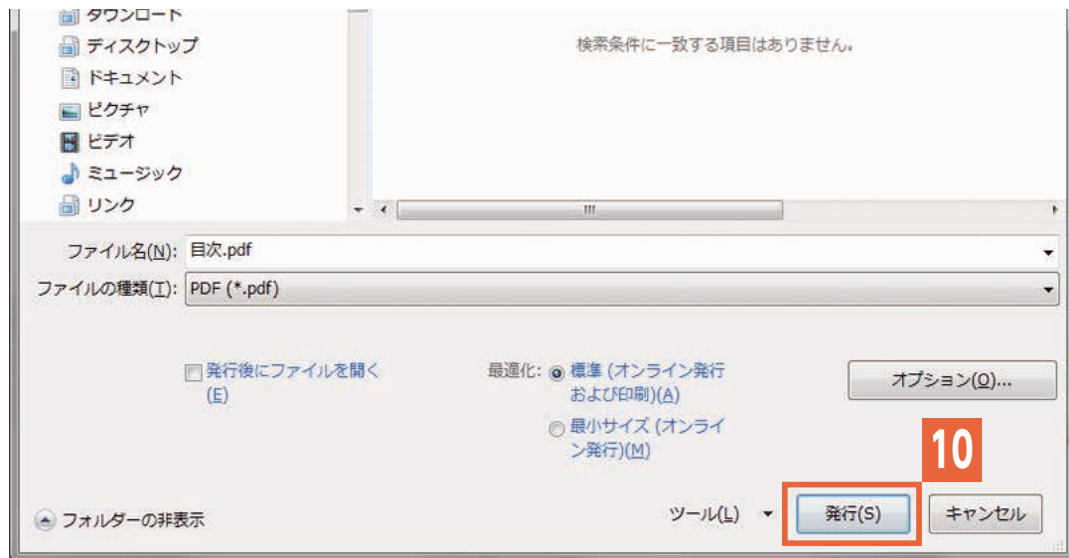 ダウンロード
ディスクトップ
ドキュメント
ピクチャ
ビデオ
ミュージック
リンク
検索条件に一致する項目はありません。
ファイル名(N): 目次.pdf
ファイルの種類(T): PDF (*.pdf)
発行後にファイルを開く
(E)
最適化: 標準 (オンライン発行
および印刷)(A)
最小サイズ (オンライ
ン発行)(M)
オプション(O)...
10
フォルダーの非表示
ツール(L)
発行(S)
キャンセル